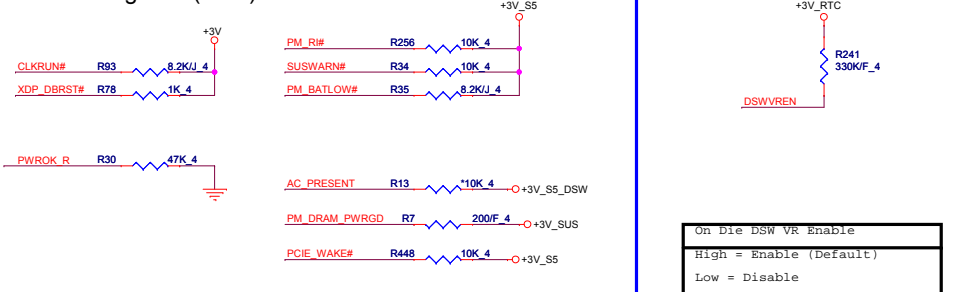 +3V
CLKRUN# R93 8.2K/J_4
XDP_DBRST# R78 1K_4
PWROK_R R30 47K_4
+3V_S5
PM_RI# R256 10K_4
SUSWARN# R34 10K_4
PM_BATLOW# R35 8.2K/J_4
AC_PRESENT R13 *10K_4 +3V_S5_DSW
PM_DRAM_PWRGD R7 200/F_4 +3V_SUS
PCIE_WAKE# R448 10K_4 +3V_S5
+3V_RTC
R241
330K/F_4
DSWVREN
On Die DSW VR Enable
High = Enable (Default)
Low = Disable